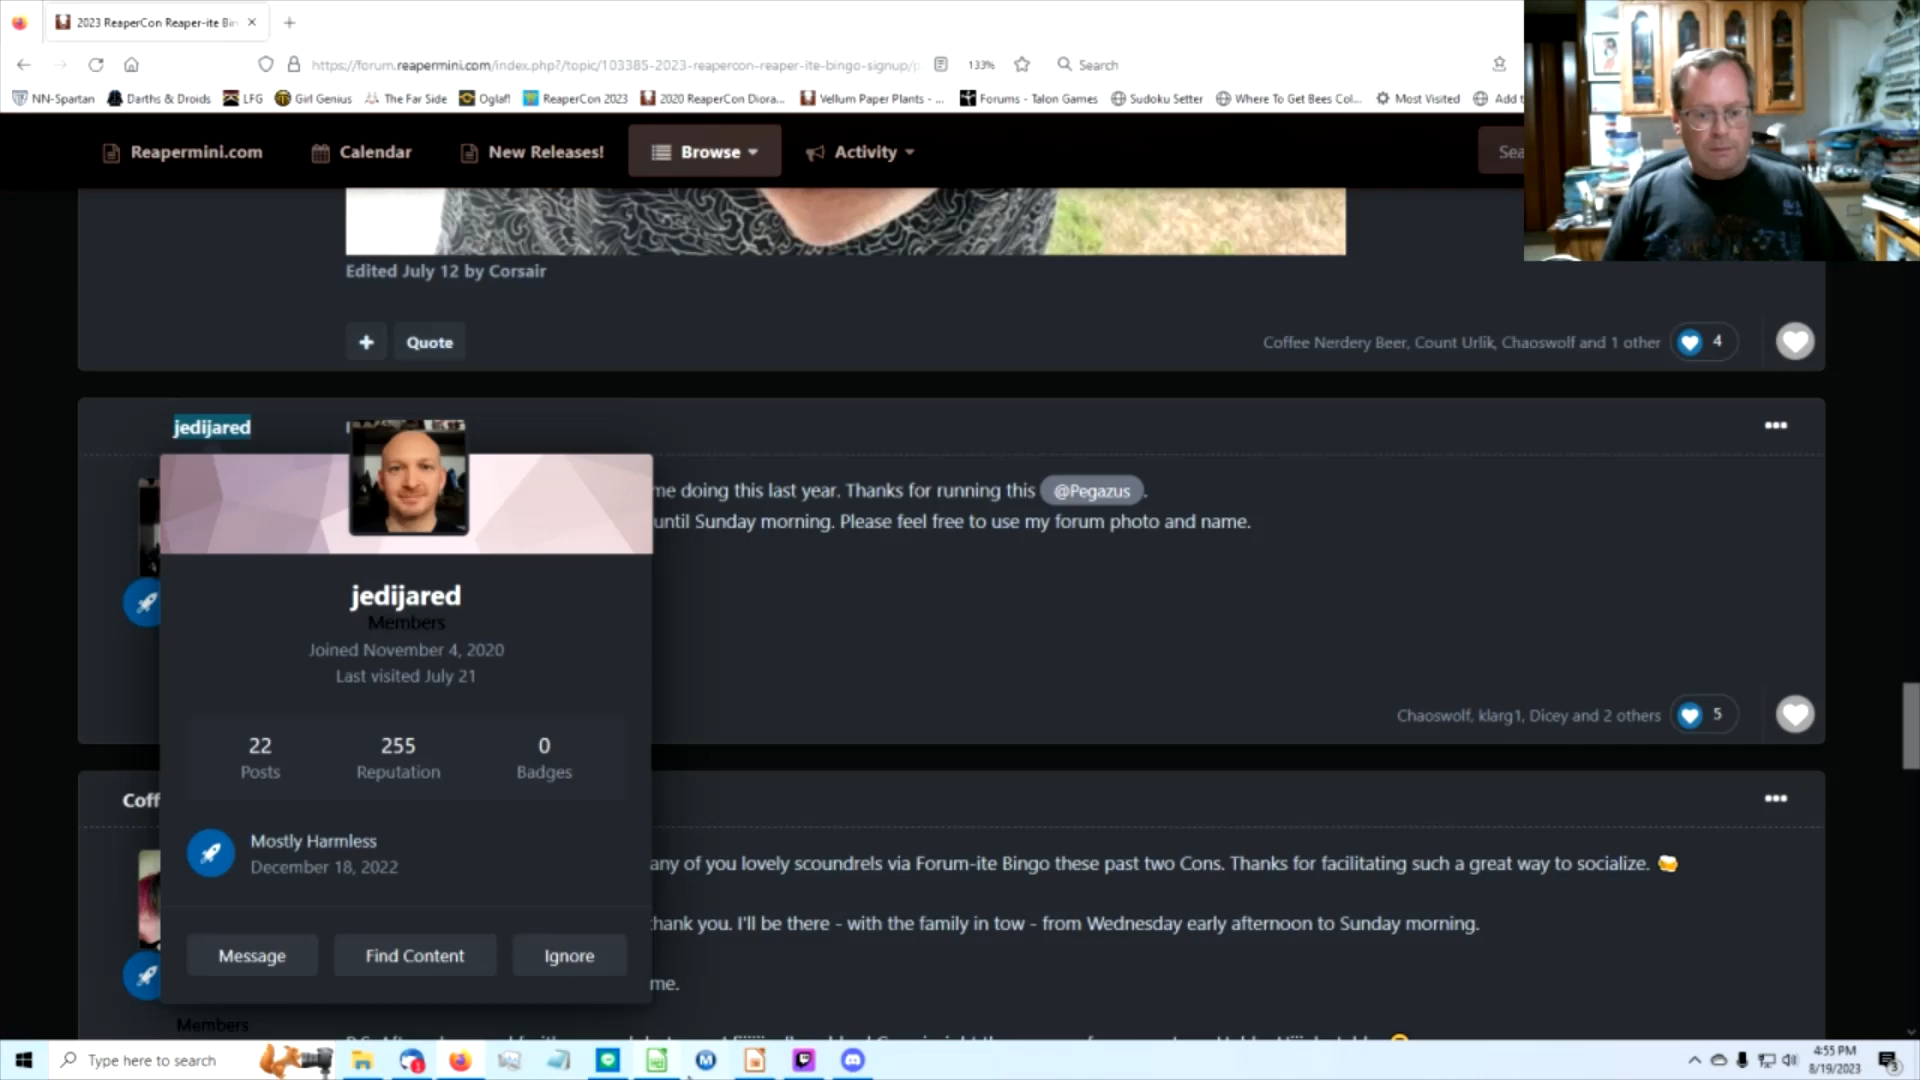 2023 ReaperCon Reaper-ite Bin
https://forum.reapermini.com/index.php?/topic/103385-2023-reapercon-reaper-ite-bingo-signup/p
133%
Search
NN-Spartan
Darths & Droids
LFG
Girl Genius
The Far Side
Oglaf!
ReaperCon 2023
2020 ReaperCon Diora...
Vellum Paper Plants - ...
Forums - Talon Games
Sudoku Setter
Where To Get Bees Col...
Most Visited
Add t
Reapermini.com
Calendar
New Releases!
Browse
Activity
Sea
Edited July 12 by Corsair
Quote
Coffee Nerdery Beer, Count Urlik, Chaoswolf and 1 other
4
jedijared
me doing this last year. Thanks for running this @Pegazus.
until Sunday morning. Please feel free to use my forum photo and name.
jedijared
Members
Joined November 4, 2020
Last visited July 21
22
Posts
255
Reputation
0
Badges
Chaoswolf, klarg1, Dicey and 2 others
5
Coff
Mostly Harmless
December 18, 2022
any of you lovely scoundrels via Forum-ite Bingo these past two Cons. Thanks for facilitating such a great way to socialize.
thank you. I'll be there - with the family in tow - from Wednesday early afternoon to Sunday morning.
Message
Find Content
Ignore
me.
Members
Type here to search
4:55 PM
8/19/2023
3